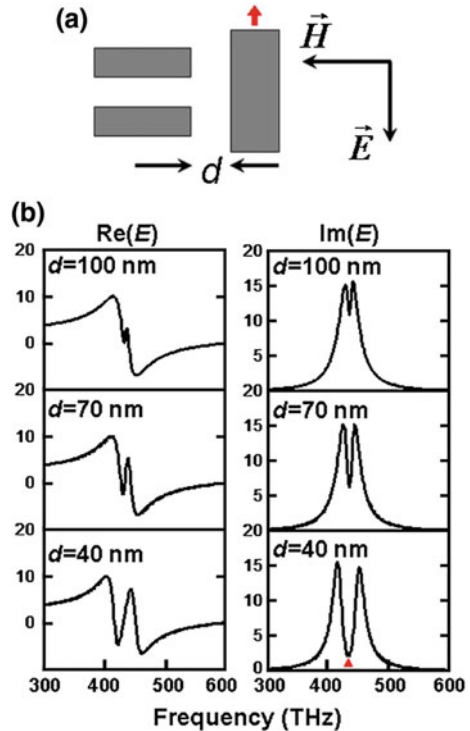 (a)
H
E
d
(b)
Re(E) Im(E)
20 20
d=100 nm d=100 nm
10 15
0 10
5
20 20
d=70 nm d=70 nm
10 15
0 10
5
20 20
d=40 nm d=40 nm
10 15
0 10
5
0
300 400 500 600 300 400 500 600
Frequency (THz)